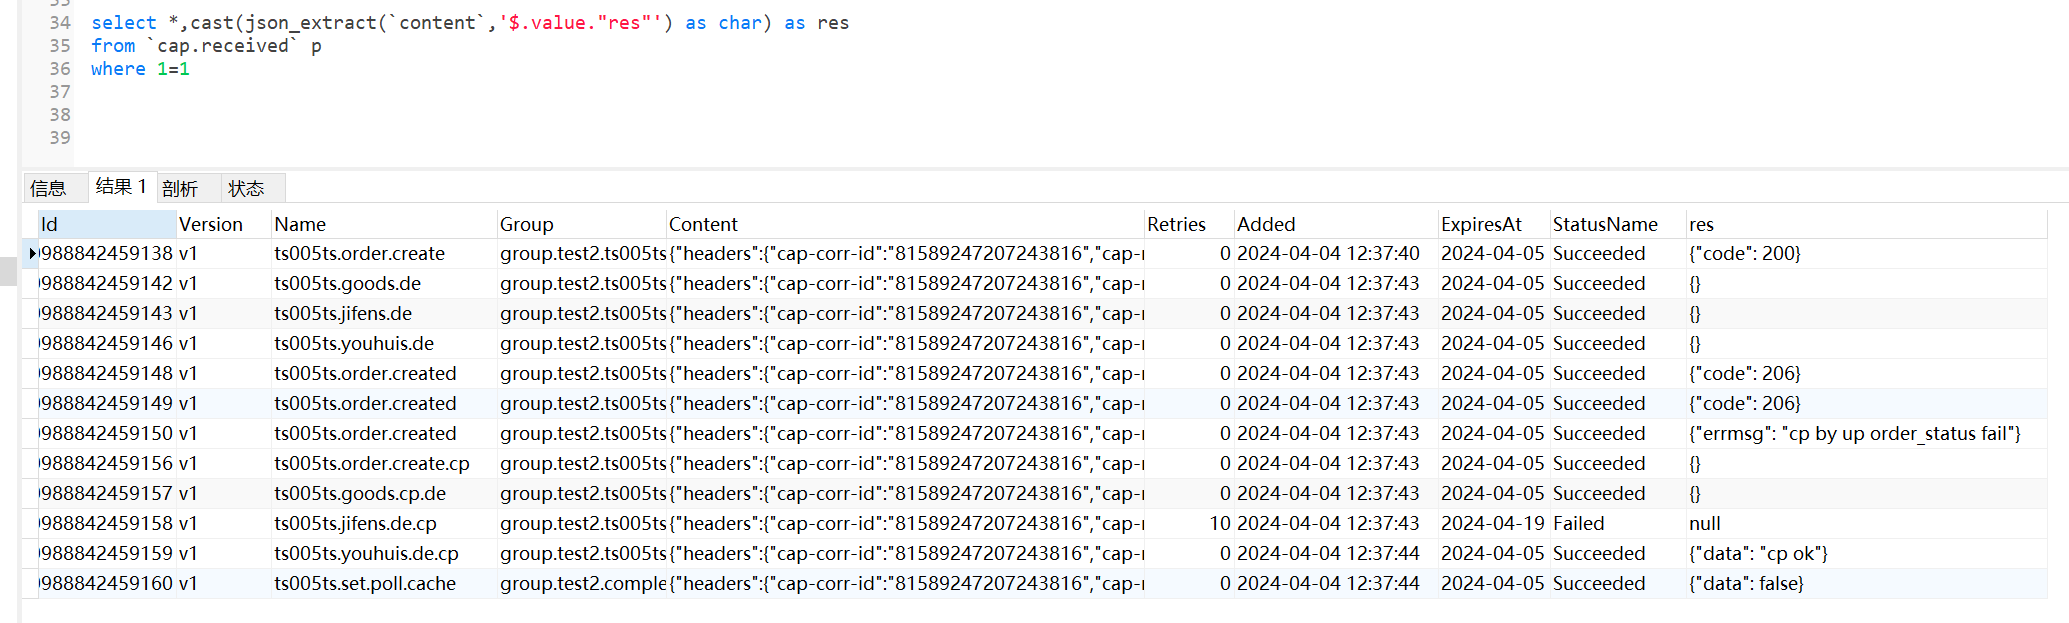 34 select *,cast(json_extract(`content`,'$.value."res"') as char) as res
35 from `cap.received` p
36 where 1=1
37
38
39
信息 结果 1 剖析 状态
Id Version Name Group Content Retries Added ExpiresAt StatusName res
988842459138 v1 ts005ts.order.create group.test2.ts005ts {"headers":{"cap-corr-id":"81589247207243816","cap- 0 2024-04-04 12:37:40 2024-04-05 Succeeded {"code": 200}
988842459142 v1 ts005ts.goods.de group.test2.ts005ts {"headers":{"cap-corr-id":"81589247207243816","cap- 0 2024-04-04 12:37:43 2024-04-05 Succeeded {}
988842459143 v1 ts005ts.jifens.de group.test2.ts005ts {"headers":{"cap-corr-id":"81589247207243816","cap- 0 2024-04-04 12:37:43 2024-04-05 Succeeded {}
988842459146 v1 ts005ts.youhuis.de group.test2.ts005ts {"headers":{"cap-corr-id":"81589247207243816","cap- 0 2024-04-04 12:37:43 2024-04-05 Succeeded {}
988842459148 v1 ts005ts.order.created group.test2.ts005ts {"headers":{"cap-corr-id":"81589247207243816","cap- 0 2024-04-04 12:37:43 2024-04-05 Succeeded {"code": 206}
988842459149 v1 ts005ts.order.created group.test2.ts005ts {"headers":{"cap-corr-id":"81589247207243816","cap- 0 2024-04-04 12:37:43 2024-04-05 Succeeded {"code": 206}
988842459150 v1 ts005ts.order.created group.test2.ts005ts {"headers":{"cap-corr-id":"81589247207243816","cap- 0 2024-04-04 12:37:43 2024-04-05 Succeeded {"errmsg": "cp by up order_status fail"}
988842459156 v1 ts005ts.order.create.cp group.test2.ts005ts {"headers":{"cap-corr-id":"81589247207243816","cap- 0 2024-04-04 12:37:43 2024-04-05 Succeeded {}
988842459157 v1 ts005ts.goods.cp.de group.test2.ts005ts {"headers":{"cap-corr-id":"81589247207243816","cap- 0 2024-04-04 12:37:43 2024-04-05 Succeeded {}
988842459158 v1 ts005ts.jifens.de.cp group.test2.ts005ts {"headers":{"cap-corr-id":"81589247207243816","cap- 10 2024-04-04 12:37:43 2024-04-19 Failed null
988842459159 v1 ts005ts.youhuis.de.cp group.test2.ts005ts {"headers":{"cap-corr-id":"81589247207243816","cap- 0 2024-04-04 12:37:44 2024-04-05 Succeeded {"data": "cp ok"}
988842459160 v1 ts005ts.set.poll.cache group.test2.comple {"headers":{"cap-corr-id":"81589247207243816","cap- 0 2024-04-04 12:37:44 2024-04-05 Succeeded {"data": false}